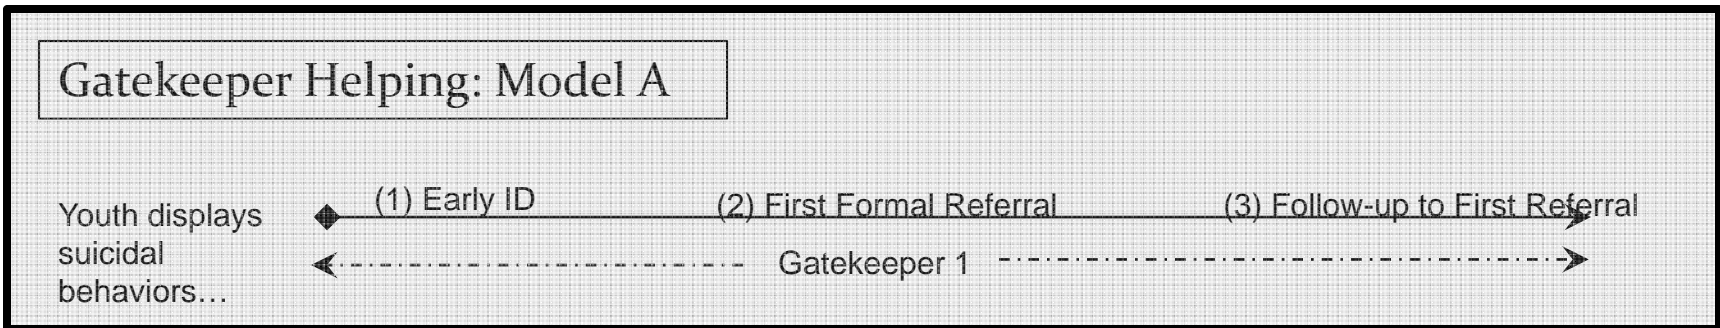 Gatekeeper Helping: Model A
Youth displays
suicidal
behaviors…
(1) Early ID
(2) First Formal Referral
(3) Follow-up to First Referral
Gatekeeper 1